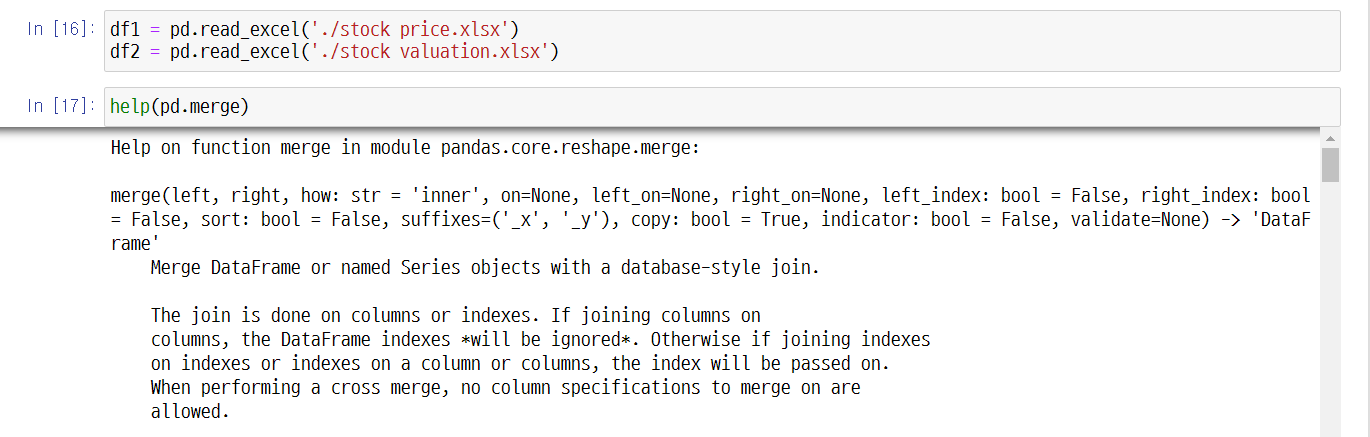 In [16]: df1 = pd.read_excel('./stock price.xlsx')
df2 = pd.read_excel('./stock valuation.xlsx')
In [17]: help(pd.merge)
Help on function merge in module pandas.core.reshape.merge:
merge(left, right, how: str = 'inner', on=None, left_on=None, right_on=None, left_index: bool = False, right_index: bool
= False, sort: bool = False, suffixes=('_x', '_y'), copy: bool = True, indicator: bool = False, validate=None) -> 'DataF
rame'
Merge DataFrame or named Series objects with a database-style join.
The join is done on columns or indexes. If joining columns on
columns, the DataFrame indexes *will be ignored*. Otherwise if joining indexes
on indexes or indexes on a column or columns, the index will be passed on.
When performing a cross merge, no column specifications to merge on are
allowed.